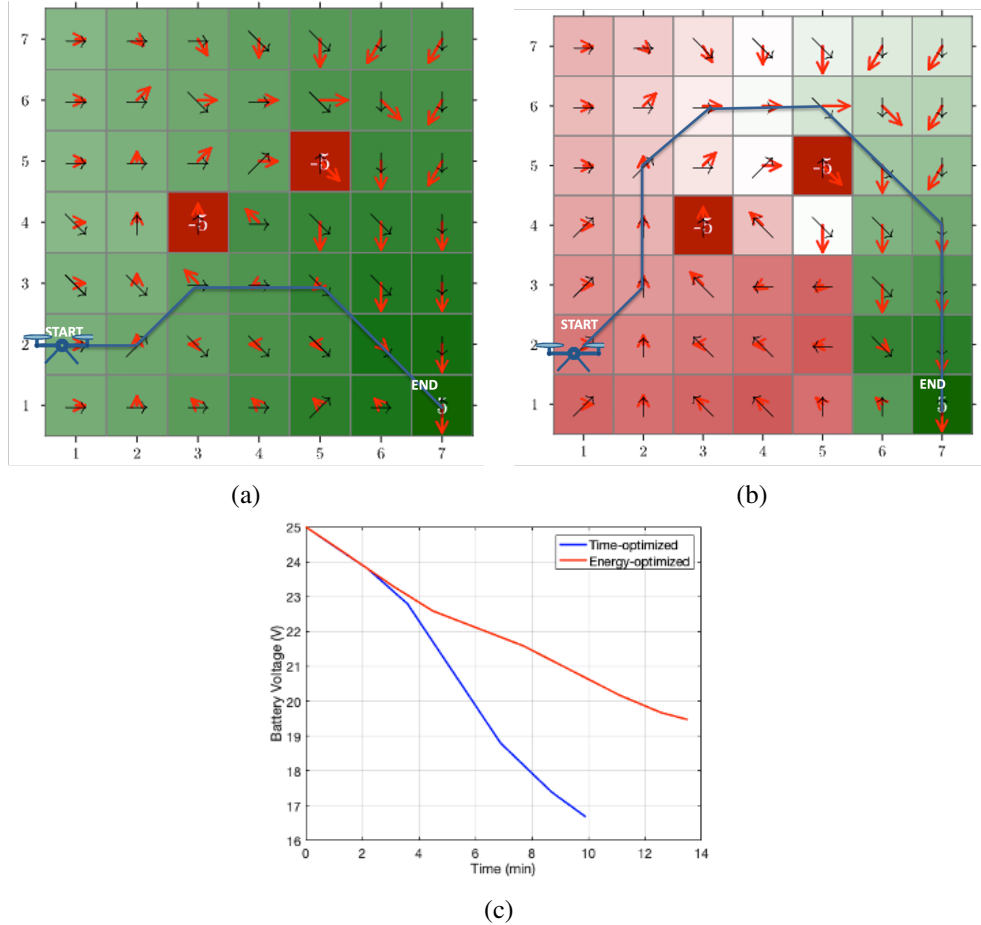 7
6
5
4
3
2
1
-5
-5
START
END
5
1 2 3 4 5 6 7
(a)
7
6
5
4
3
2
1
-5
-5
START
END
5
1 2 3 4 5 6 7
(b)
25
24
23
22
21
20
19
18
17
16
Battery Voltage (V)
Time-optimized
Energy-optimized
0 2 4 6 8 10 12 14
Time (min)
(c)